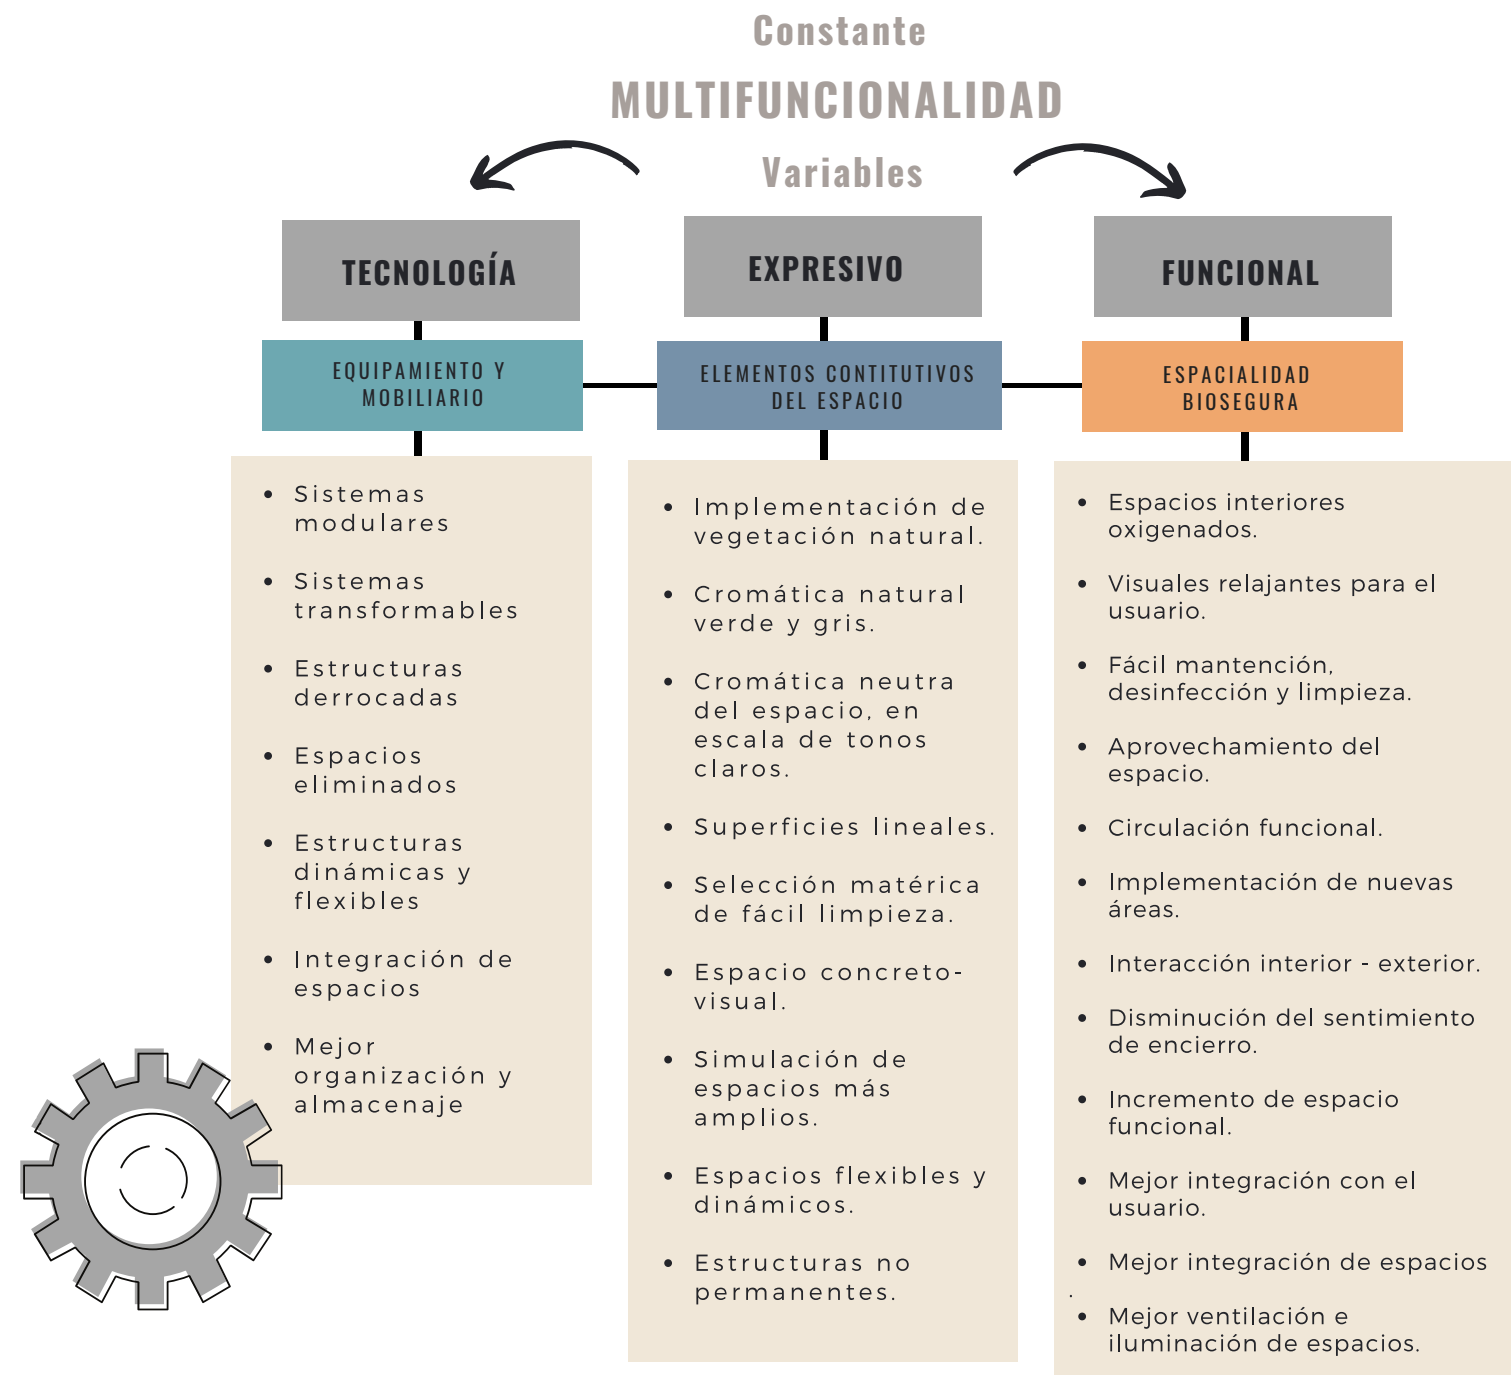 Constante
MULTIFUNCIONALIDAD
Variables
TECNOLOGÍA
EQUIPAMIENTO Y
MOBILIARIO
• Sistemas
modulares
• Sistemas
transformables
• Estructuras
derrocadas
• Espacios
eliminados
• Estructuras
dinámicas y
flexibles
• Integración de
espacios
• Mejor
organización y
almacenaje
EXPRESIVO
ELEMENTOS CONTITUTIVOS
DEL ESPACIO
• Implementación de
vegetación natural.
• Cromática natural
verde y gris.
• Cromática neutra
del espacio, en
escala de tonos
claros.
• Superficies lineales.
• Selección matérica
de fácil limpieza.
• Espacio concreto-
visual.
• Simulación de
espacios más
amplios.
• Espacios flexibles y
dinámicos.
• Estructuras no
permanentes.
FUNCIONAL
ESPACIALIDAD
BIOSEGURA
• Espacios interiores
oxigenados.
• Visuales relajantes para el
usuario.
• Fácil mantención,
desinfección y limpieza.
• Aprovechamiento del
espacio.
• Circulación funcional.
• Implementación de nuevas
áreas.
• Interacción interior - exterior.
• Disminución del sentimiento
de encierro.
• Incremento de espacio
funcional.
• Mejor integración con el
usuario.
• Mejor integración de espacios
.
• Mejor ventilación e
iluminación de espacios.